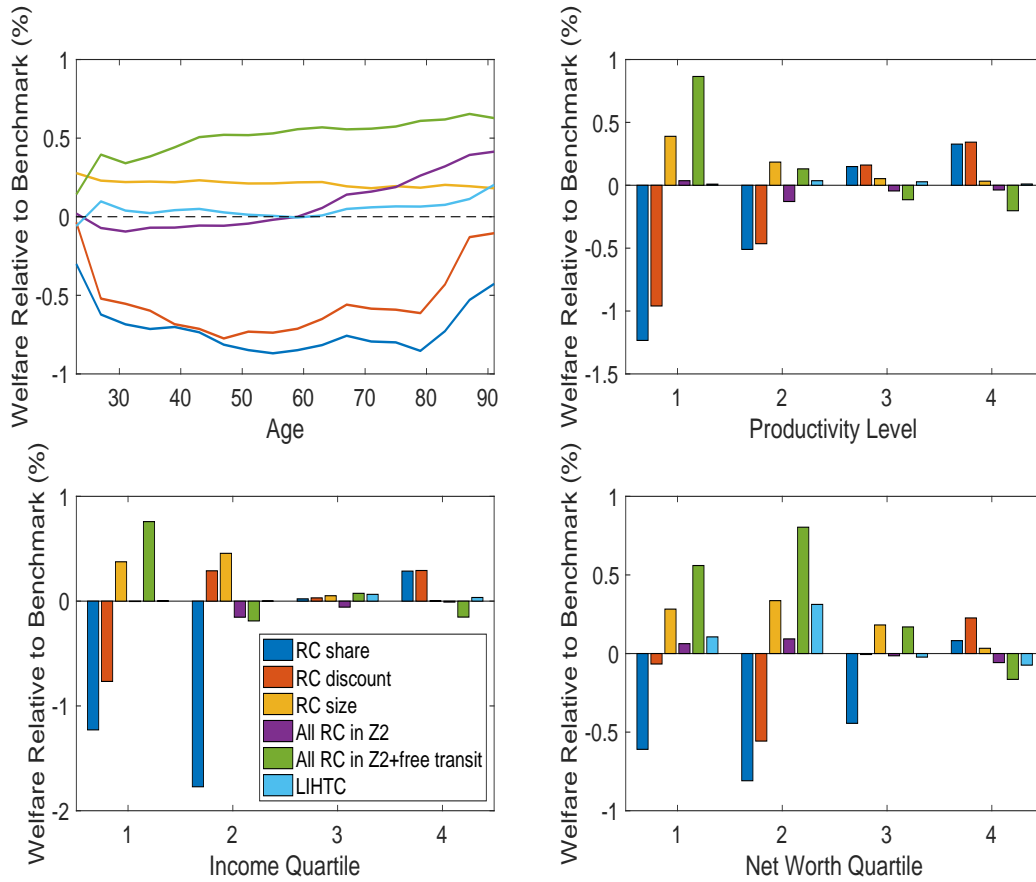 Welfare Relative to Benchmark (%)
1
0.5
0
-0.5
-1
30 40 50 60 70 80 90
Age
Welfare Relative to Benchmark (%)
1
0.5
0
-0.5
-1
-1.5
1 2 3 4
Productivity Level
Welfare Relative to Benchmark (%)
1
0
-1
-2
RC share
RC discount
RC size
All RC in Z2
All RC in Z2+free transit
LIHTC
1 2 3 4
Income Quartile
Welfare Relative to Benchmark (%)
1
0.5
0
-0.5
-1
1 2 3 4
Net Worth Quartile